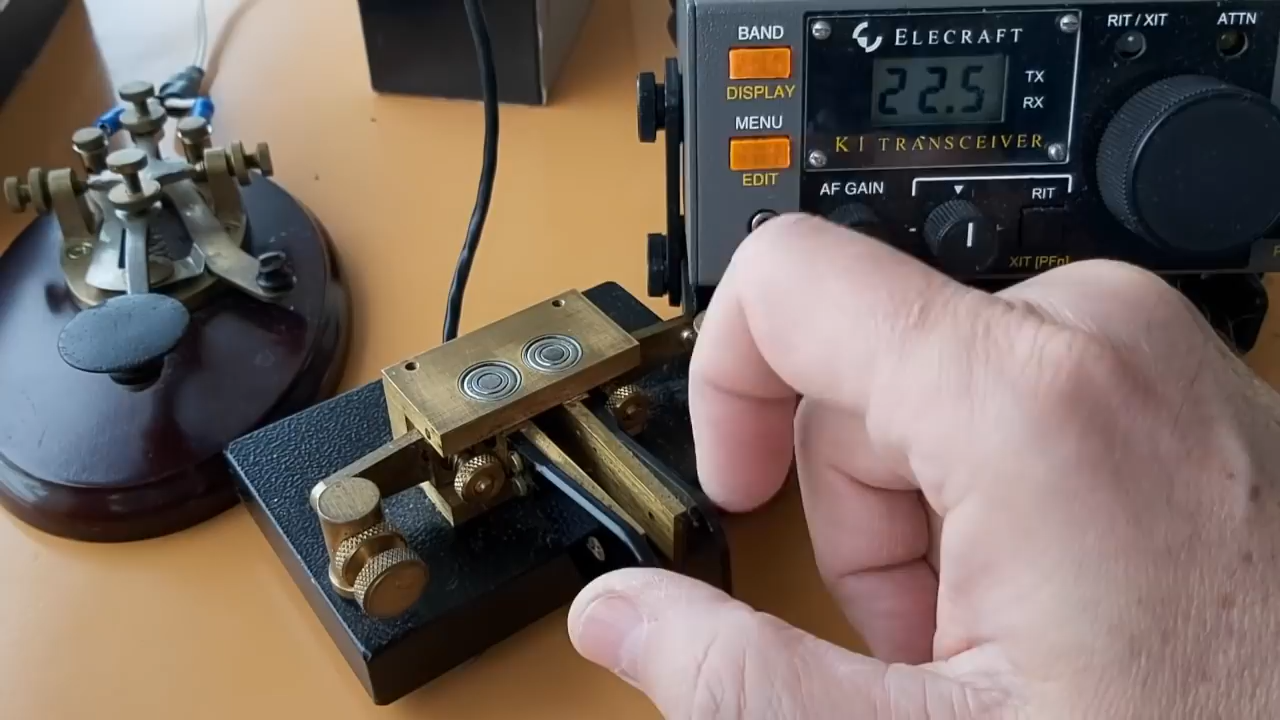 BAND
DISPLAY
MENU
EDIT
ELECRAFT
22.5
TX
RX
K1 TRANSCEIVER
RIT / XIT
ATTN
AF GAIN
RIT
XIT [PFn]